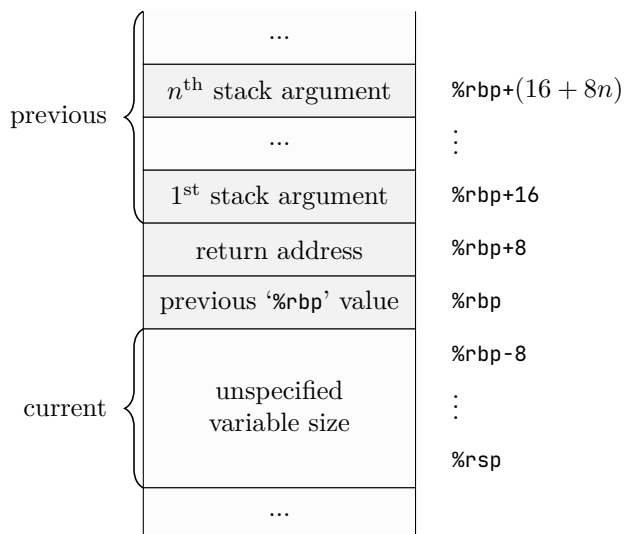 ...
nth stack argument %rbp+(16 + 8n)
previous
... ⋮
1st stack argument %rbp+16
return address %rbp+8
previous ‘%rbp’ value %rbp
%rbp-8
unspecified
current ⋮
variable size
%rsp
...